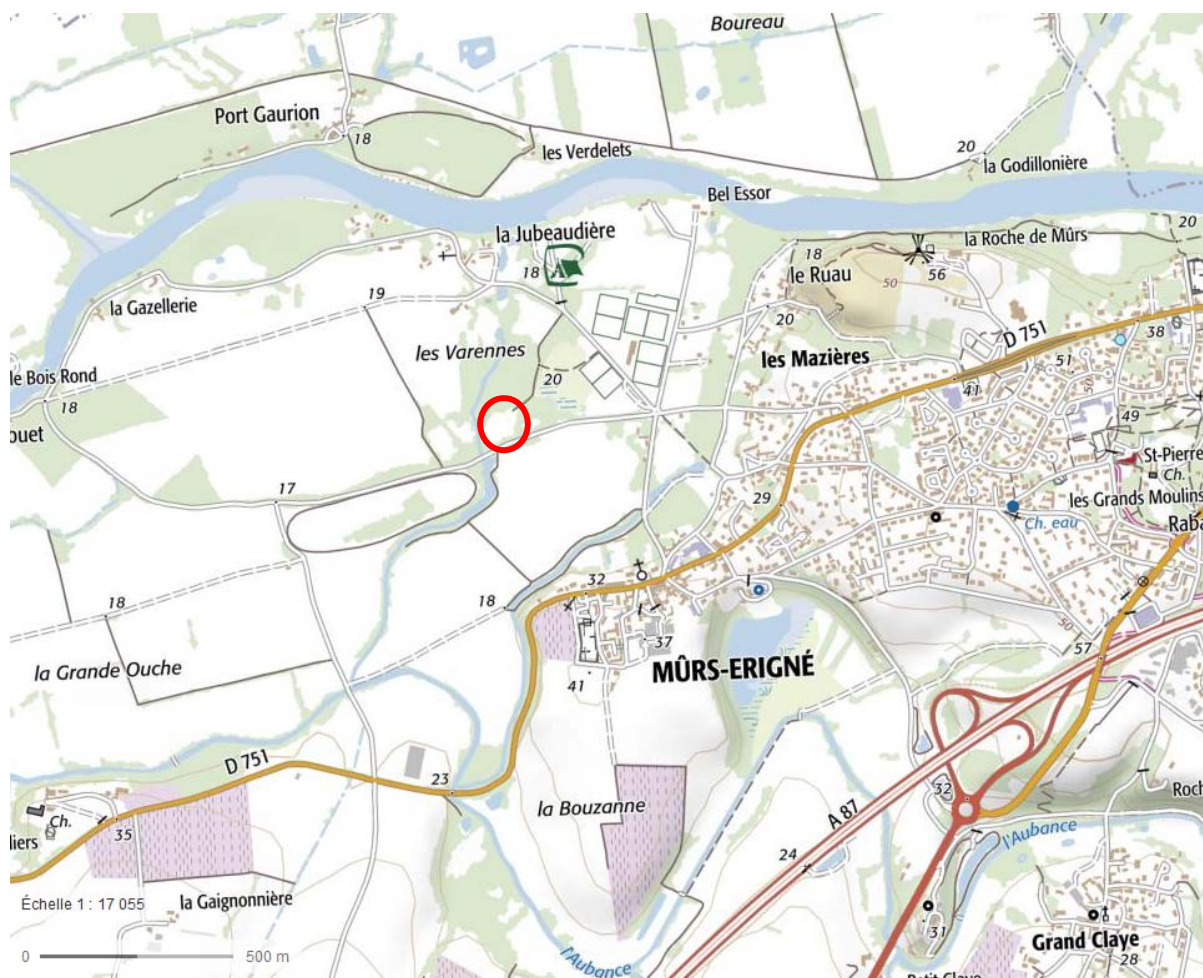 Boureau
Port Gaurion
18
les Verdelets
20
la Godillonière
Bel Essor
la Jubeaudière
A
18
18
20
la Roche de Mûrs
le Ruau
50
56
la Gazellerie
19
20
D 751
38
les Varennes
les Mazières
51
50
le Bois Rond
20
41
18
49
ouet
St-Pierre
Ch.
17
29
les Grands Moulins
Ch. eau
Raba
32
18
18
37
50
57
la Grande Ouche
MÛRS-ERIGNÉ
41
D 751
23
la Bouzanne
32
Roch
Ch.
A 87
liers
35
24
l'Aubance
la Gaignonnière
Échelle 1 : 17 055
31
Grand Claye
0 500 m
l'Aubance
28
Petit Claye